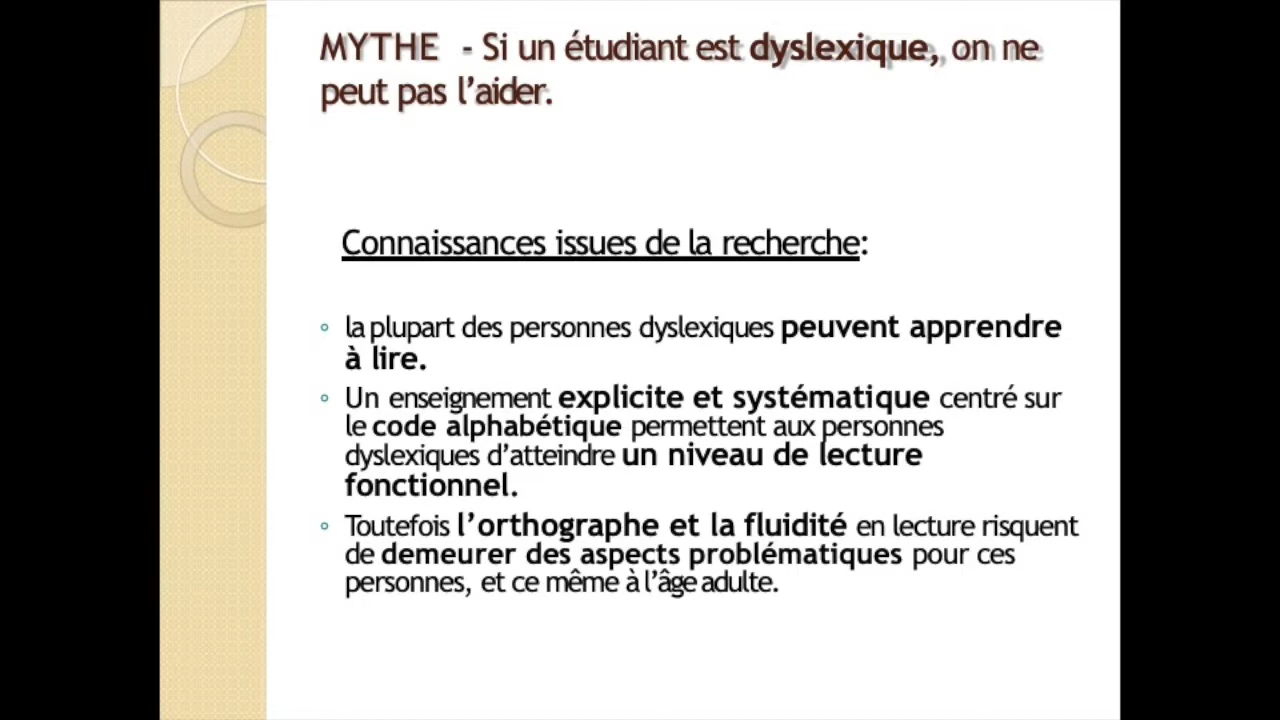 MYTHE - Si un étudiant est dyslexique, on ne
peut pas l’aider.
Connaissances issues de la recherche:
◦ la plupart des personnes dyslexiques peuvent apprendre
à lire.
◦ Un enseignement explicite et systématique centré sur
le code alphabétique permettent aux personnes
dyslexiques d’atteindre un niveau de lecture
fonctionnel.
◦ Toutefois l’orthographe et la fluidité en lecture risquent
de demeurer des aspects problématiques pour ces
personnes, et ce même à l’âge adulte.